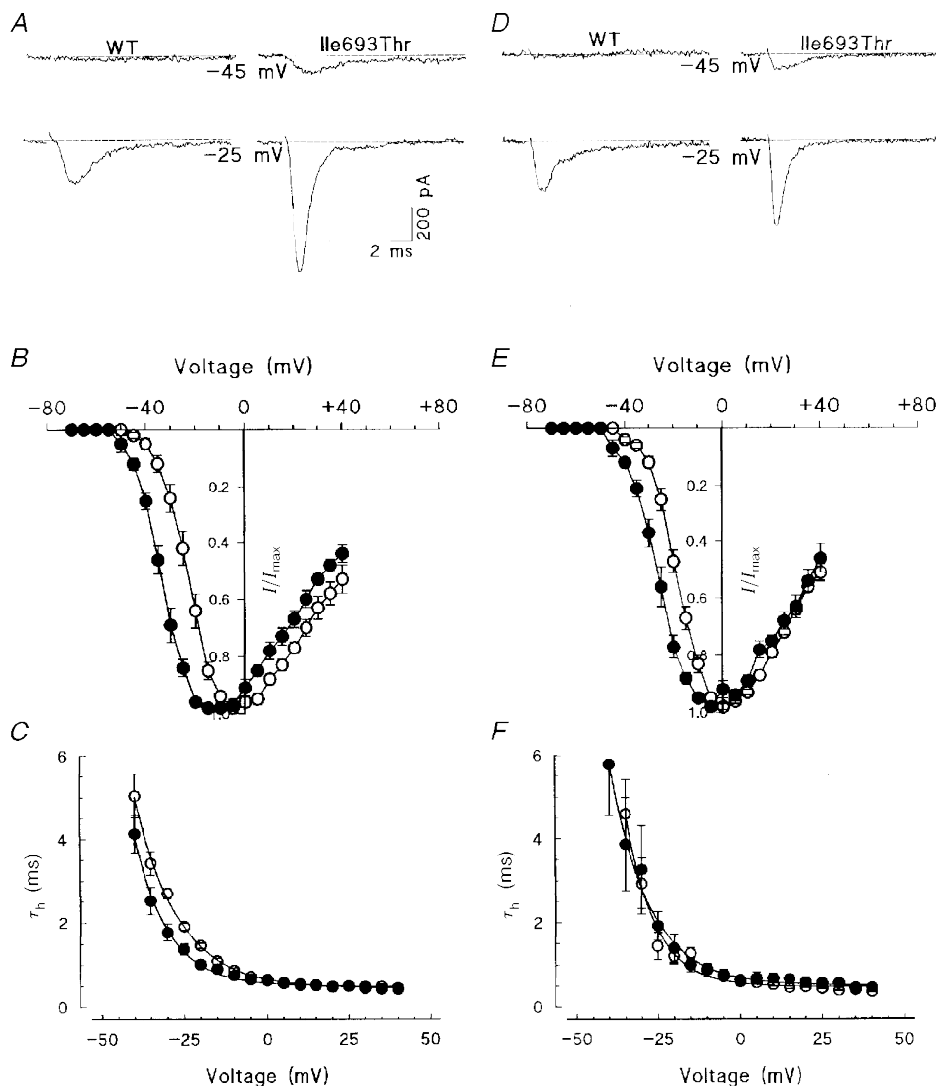 A
WT
Ile693Thr
−45 mV
−25 mV
200 pA
2 ms
D
WT
Ile693Thr
−45 mV
−25 mV
B
Voltage (mV)
−80 −40 0 +40 +80
0.2
0.4
0.6
0.8
1.0
I/Imax
E
Voltage (mV)
−80 −40 0 +40 +80
0.2
0.4
0.6
0.8
1.0
I/Imax
C
6
4
2
0
τh (ms)
−50 −25 0 25 50
Voltage (mV)
F
6
4
2
0
τh (ms)
−50 −25 0 25 50
Voltage (mV)